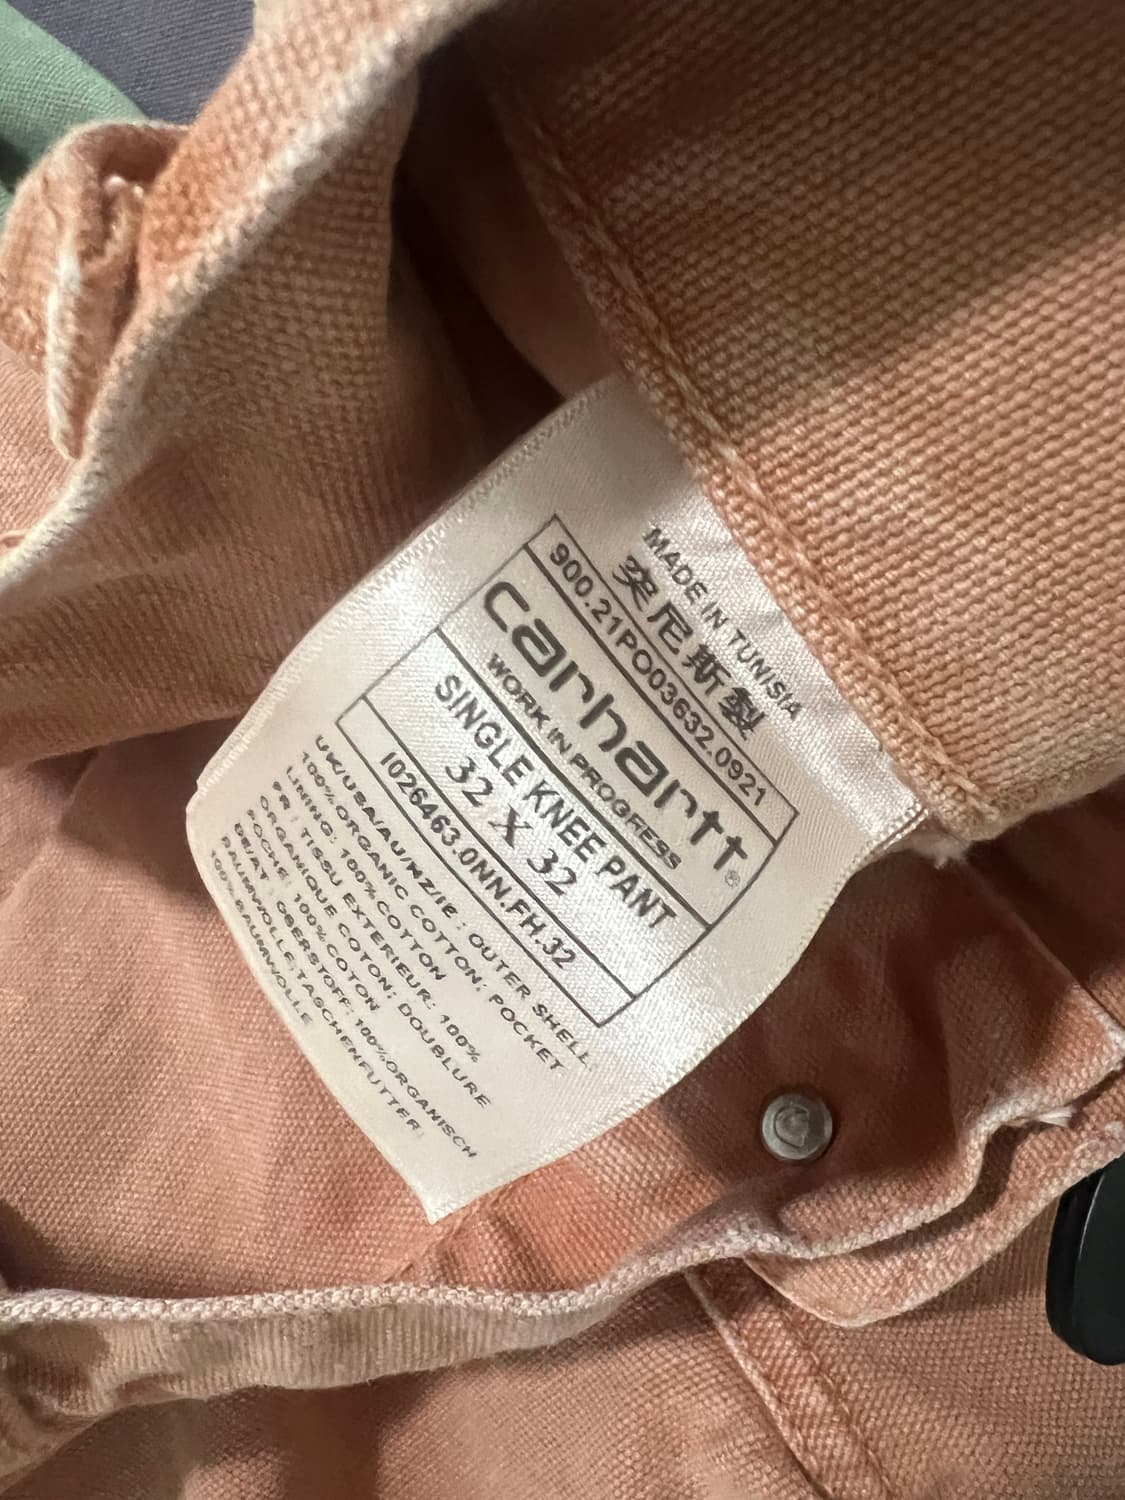 MADE IN TUNISIA
突尼斯製
900.21PO03632.0921
carhartt®
WORK IN PROGRESS
SINGLE KNEE PANT
32 X 32
I026463.0NN.FH.32
UK/USA/AU/NZ/IE : OUTER SHELL:
100% ORGANIC COTTON; POCKET
LINING: 100% COTTON
FR : TISSU EXTERIEUR: 100%
ORGANIQUE COTON; DOUBLURE
POCHE: 100% COTON
DE/AT : OBERSTOFF: 100% ORGANISCH
BAUMWOLLE; TASCHENFUTTER:
100% BAUMWOLLE